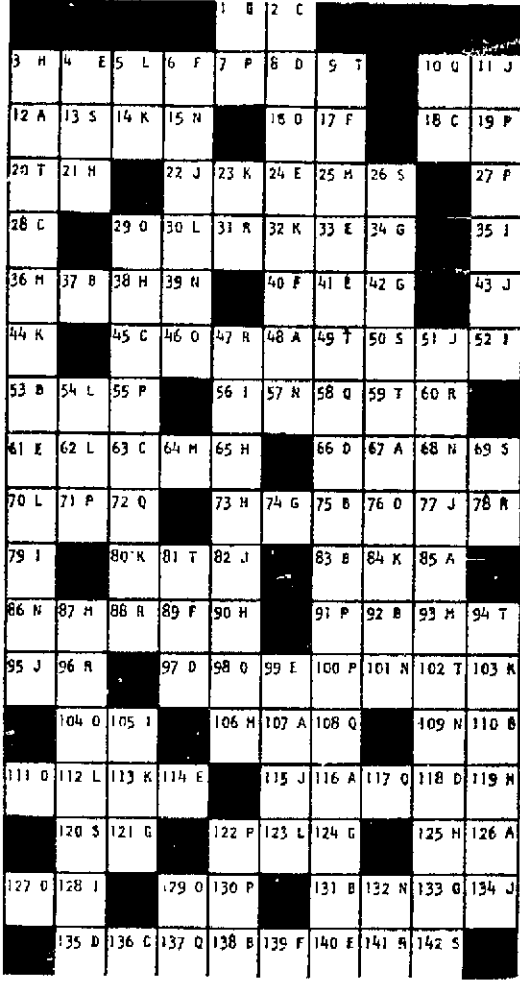 1 G 2 C
3 H 4 E 5 L 6 F 7 P 8 D 9 T 10 Q 11 J
12 A 13 S 14 K 15 N 16 O 17 F 18 C 19 P
20 T 21 H 22 J 23 K 24 E 25 M 26 S 27 P
28 C 29 O 30 L 31 R 32 K 33 E 34 G 35 I
36 M 37 B 38 H 39 N 40 F 41 E 42 G 43 J
44 K 45 C 46 O 47 R 48 A 49 T 50 S 51 J 52 I
53 B 54 L 55 P 56 I 57 N 58 Q 59 T 60 R
61 E 62 L 63 C 64 M 65 H 66 D 67 A 68 N 69 S
70 L 71 P 72 Q 73 H 74 G 75 B 76 O 77 J 78 R
79 I 80 K 81 T 82 J 83 B 84 K 85 A
86 N 87 M 88 R 89 F 90 H 91 P 92 B 93 M 94 T
95 J 96 R 97 D 98 O 99 E 100 P 101 N 102 T 103 K
104 O 105 I 106 M 107 A 108 Q 109 N 110 B
111 D 112 L 113 K 114 E 115 J 116 A 117 Q 118 D 119 M
120 S 121 G 122 P 123 L 124 G 125 H 126 A
127 O 128 I 129 O 130 P 131 B 132 N 133 G 134 J
135 D 136 C 137 Q 138 B 139 F 140 E 141 R 142 S